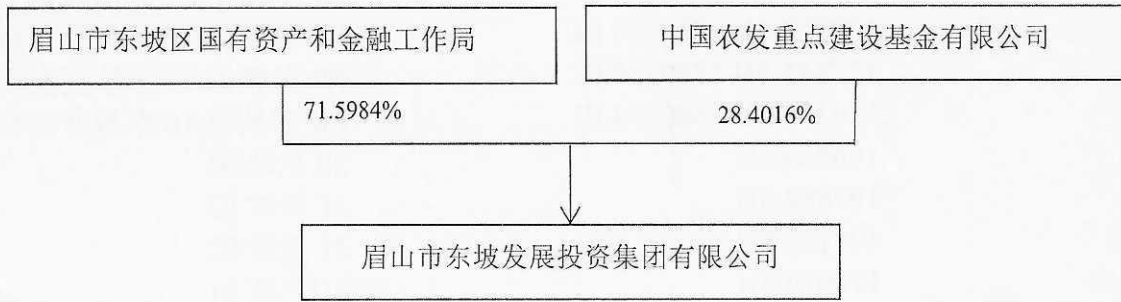 眉山市东坡区国有资产和金融工作局
中国农发重点建设基金有限公司
71.5984%
28.4016%
眉山市东坡发展投资集团有限公司